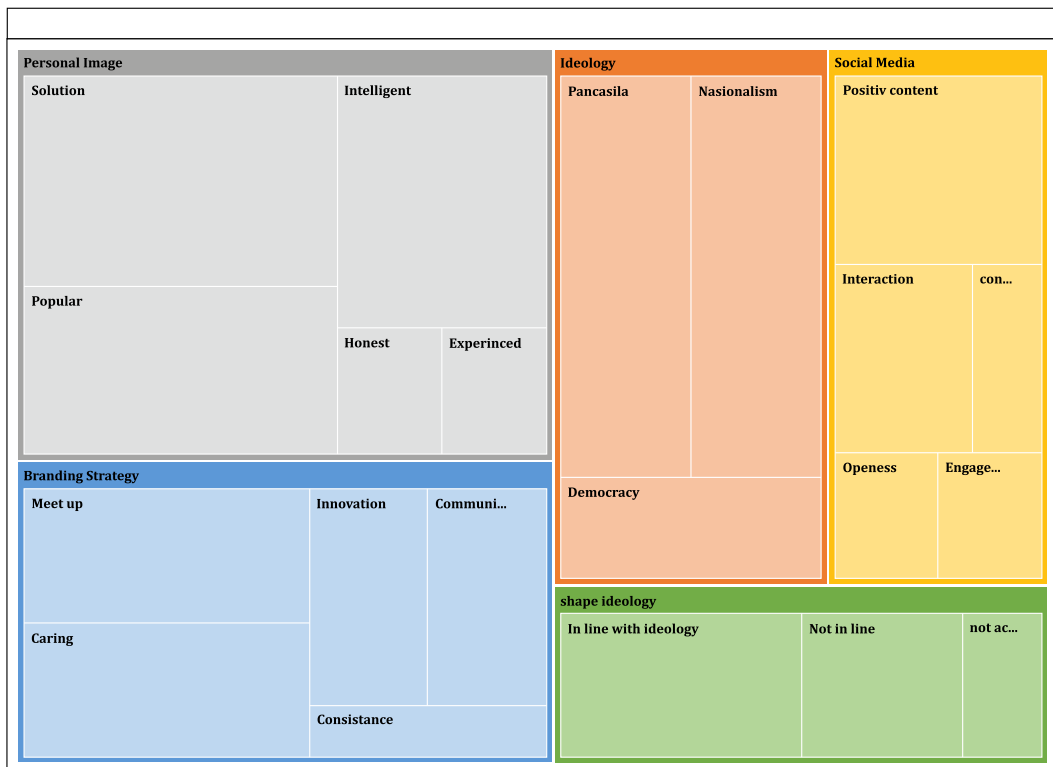 Personal Image
Solution
Intelligent
Popular
Honest
Experinced
Branding Strategy
Meet up
Innovation
Communi...
Caring
Consistance
Ideology
Pancasila
Nasionalism
Democracy
Social Media
Positiv content
Interaction
con...
Openess
Engage...
shape ideology
In line with ideology
Not in line
not ac...